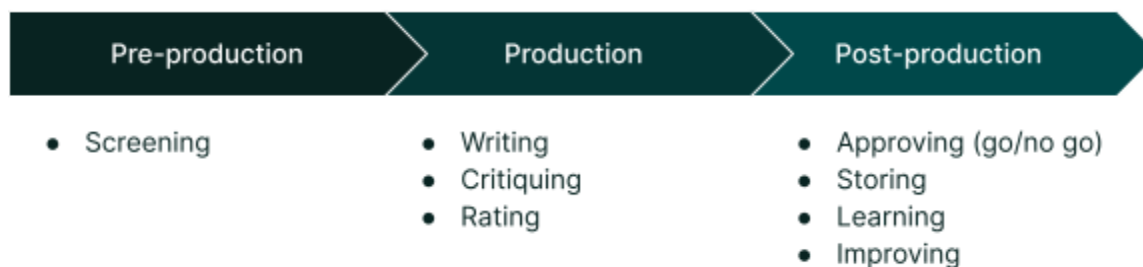 Pre-production
Production
Post-production
• Screening
• Writing
• Critiquing
• Rating
• Approving (go/no go)
• Storing
• Learning
• Improving